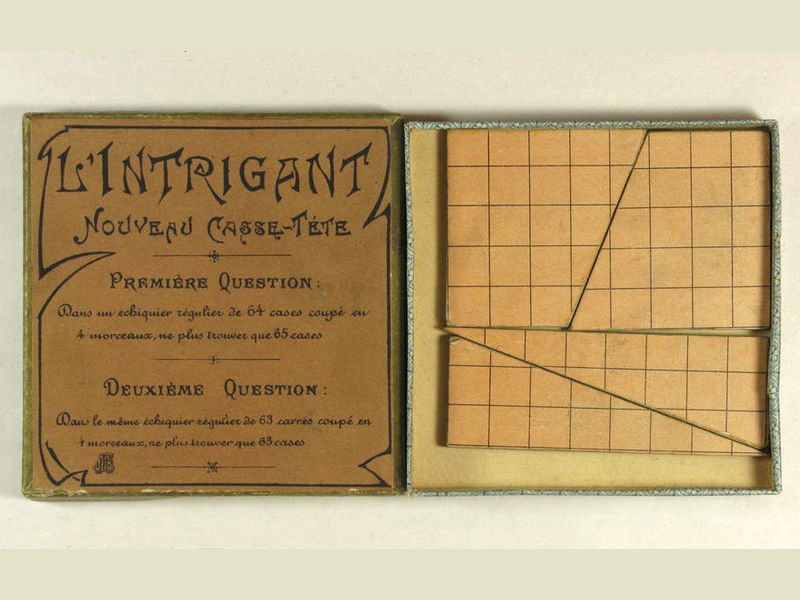 L'INTRIGANT
NOUVEAU CASSE-TÊTE
PREMIÈRE QUESTION:
Dans un echiquier régulier de 64 cases coupé en
4 morceaux, ne plus trouver que 65 cases
DEUXIÈME QUESTION:
Dans le même échiquier régulier de 63 carrés coupé en
4 morceaux, ne plus trouver que 63 cases